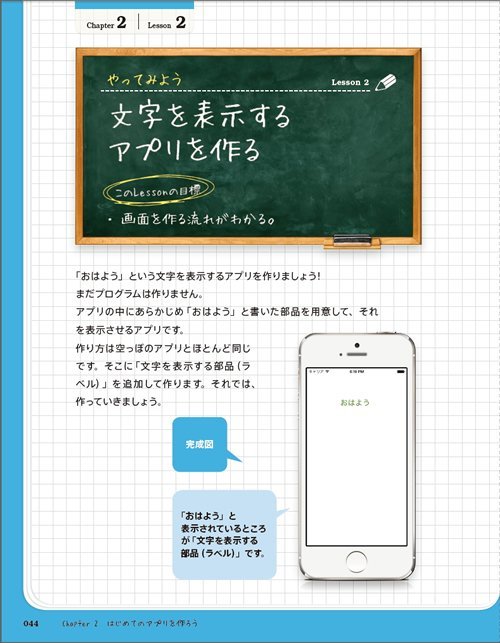 Chapter 2 Lesson 2
やってみよう
Lesson 2
文字を表示する
アプリを作る
このLessonの目標
・画面を作る流れがわかる。
「おはよう」という文字を表示するアプリを作りましょう!
まだプログラムは作りません。
アプリの中にあらかじめ「おはよう」と書いた部品を用意して、それ
を表示させるアプリです。
作り方は空っぽのアプリとほとんど同じ
です。そこに「文字を表示する部品(ラ
ベル)」を追加して作ります。それでは、
作っていきましょう。
キャリア
6:16 PM
おはよう
完成図
「おはよう」と
表示されているところ
が「文字を表示する
部品(ラベル)」です。
044 Chapter 2 はじめてのアプリを作ろう